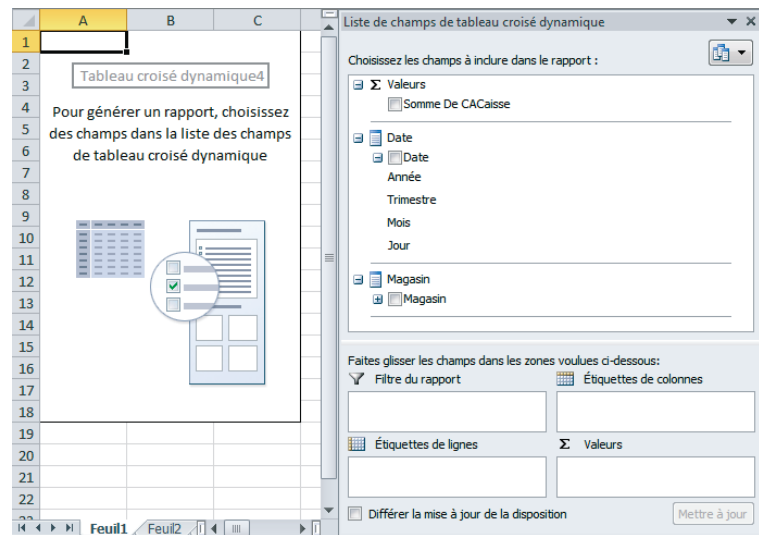 A B C
1
2
3
4
5
6
7
8
9
10
11
12
13
14
15
16
17
18
19
20
21
22
Tableau croisé dynamique4
Pour générer un rapport, choisissez
des champs dans la liste des champs
de tableau croisé dynamique
Feuil1 Feuil2
Liste de champs de tableau croisé dynamique
Choisissez les champs à inclure dans le rapport :
Σ Valeurs
Somme De CACaisse
Date
Date
Année
Trimestre
Mois
Jour
Magasin
Magasin
Faites glisser les champs dans les zones voulues ci-dessous:
Filtre du rapport Étiquettes de colonnes
Étiquettes de lignes Σ Valeurs
Différer la mise à jour de la disposition Mettre à jour